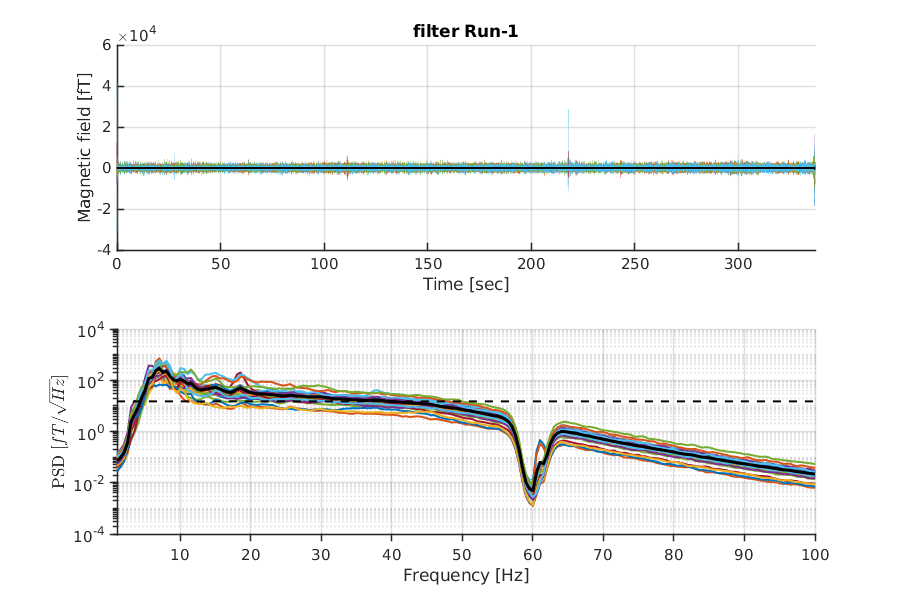 filter Run-1
×10^4
Magnetic field [fT]
6
4
2
0
-2
-4
0 50 100 150 200 250 300
Time [sec]
PSD [fT/√Hz]
10^4
10^2
10^0
10^-2
10^-4
10 20 30 40 50 60 70 80 90 100
Frequency [Hz]